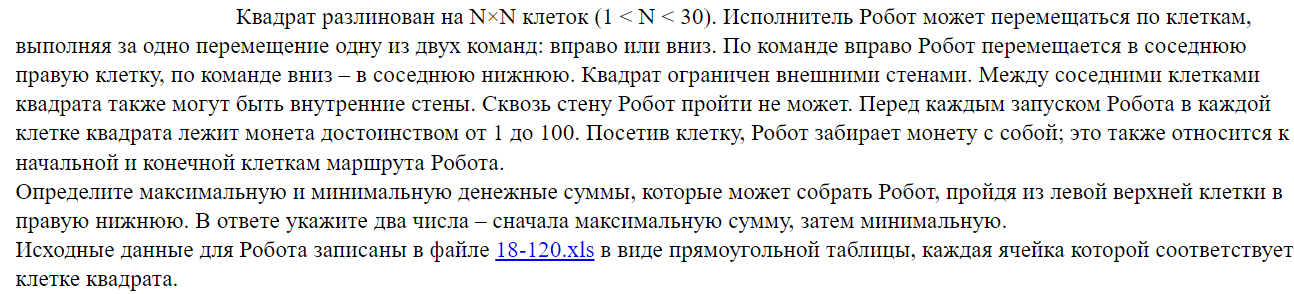 Квадрат разлинован на N×N клеток (1 < N < 30). Исполнитель Робот может перемещаться по клеткам,
выполняя за одно перемещение одну из двух команд: вправо или вниз. По команде вправо Робот перемещается в соседнюю
правую клетку, по команде вниз – в соседнюю нижнюю. Квадрат ограничен внешними стенами. Между соседними клетками
квадрата также могут быть внутренние стены. Сквозь стену Робот пройти не может. Перед каждым запуском Робота в каждой
клетке квадрата лежит монета достоинством от 1 до 100. Посетив клетку, Робот забирает монету с собой; это также относится к
начальной и конечной клеткам маршрута Робота.
Определите максимальную и минимальную денежные суммы, которые может собрать Робот, пройдя из левой верхней клетки в
правую нижнюю. В ответе укажите два числа – сначала максимальную сумму, затем минимальную.
Исходные данные для Робота записаны в файле 18-120.xls в виде прямоугольной таблицы, каждая ячейка которой соответствует
клетке квадрата.